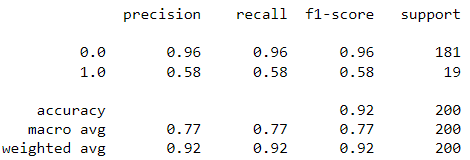 precision recall f1-score support
0.0 0.96 0.96 0.96 181
1.0 0.58 0.58 0.58 19
accuracy 0.92 200
macro avg 0.77 0.77 0.77 200
weighted avg 0.92 0.92 0.92 200